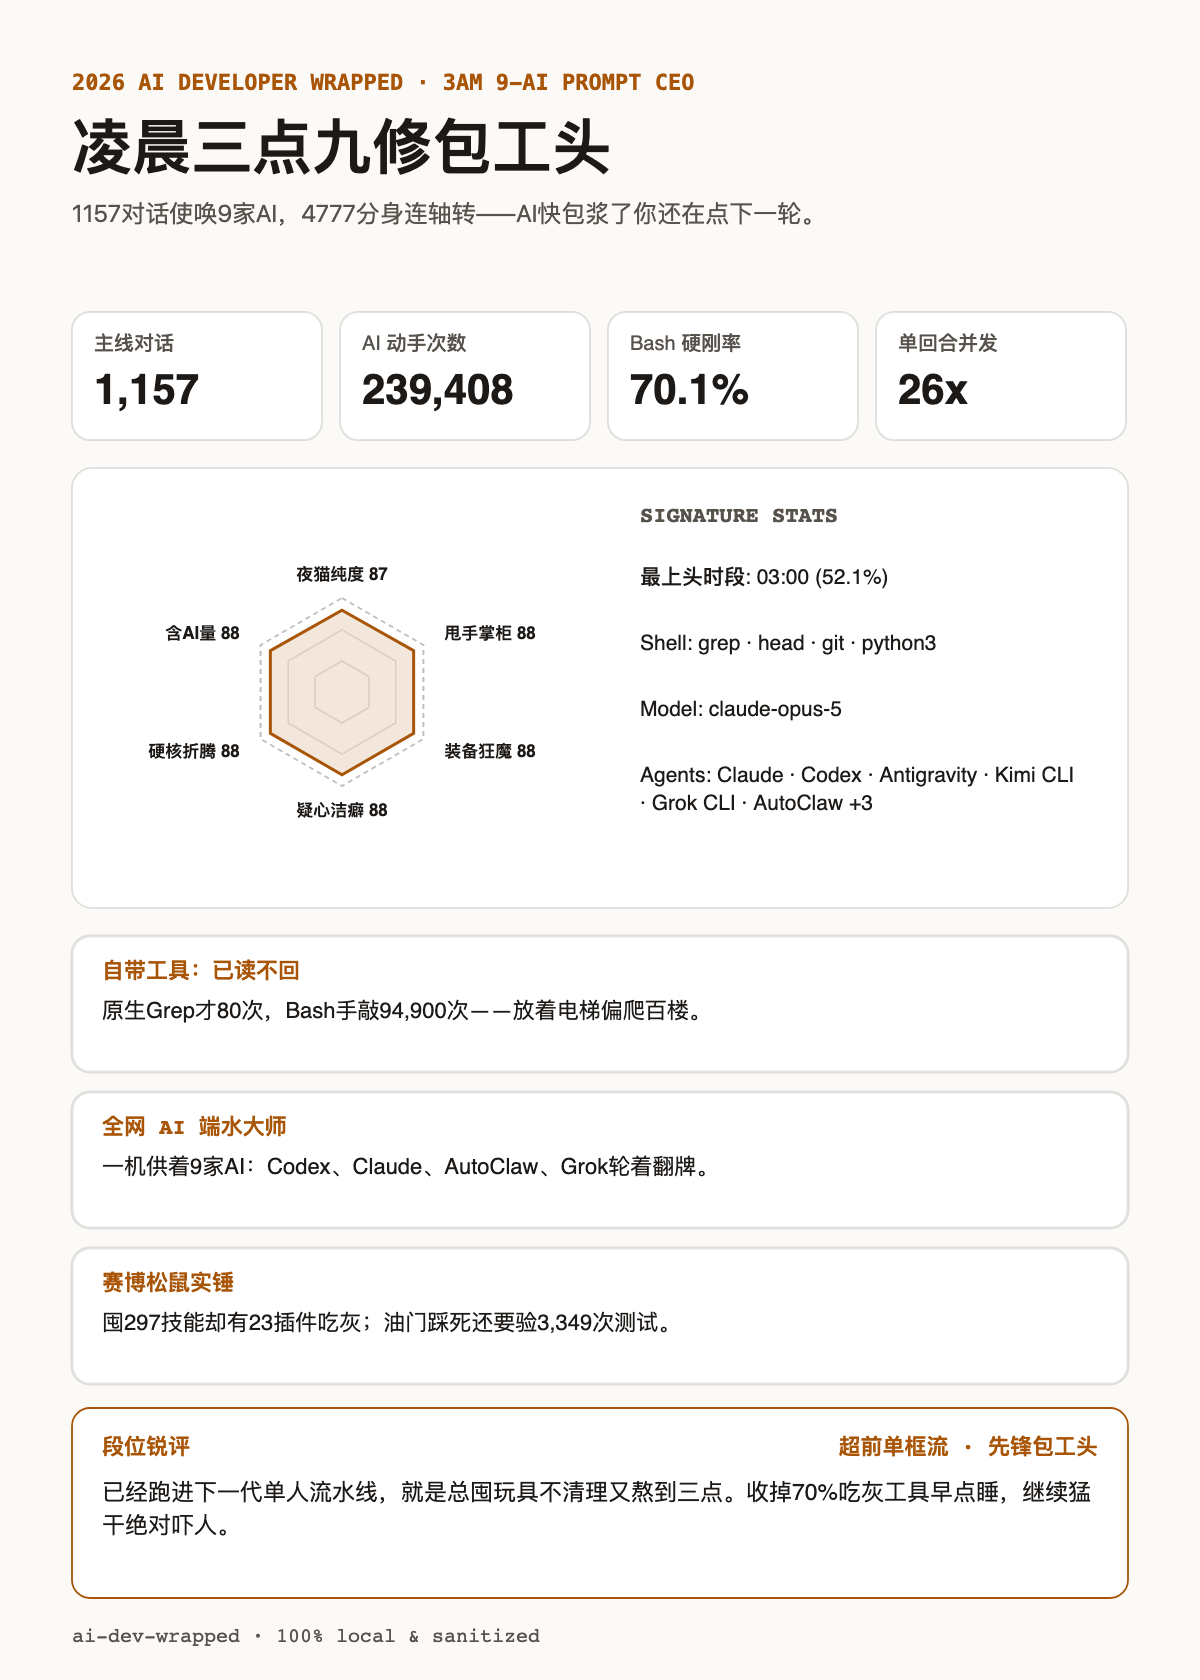 2026 AI DEVELOPER WRAPPED · 3AM 9-AI PROMPT CEO
凌晨三点九修包工头
1157对话使唤9家AI，4777分身连轴转——AI快包浆了你还在点下一轮。
主线对话
1,157
AI 动手次数
239,408
Bash 硬刚率
70.1%
单回合并发
26x
夜猫纯度 87
含AI量 88
甩手掌柜 88
硬核折腾 88
装备狂魔 88
疑心洁癖 88
SIGNATURE STATS
最上头时段: 03:00 (52.1%)
Shell: grep · head · git · python3
Model: claude-opus-5
Agents: Claude · Codex · Antigravity · Kimi CLI
· Grok CLI · AutoClaw +3
自带工具：已读不回
原生Grep才80次，Bash手敲94,900次——放着电梯偏爬百楼。
全网 AI 端水大师
一机供着9家AI：Codex、Claude、AutoClaw、Grok轮着翻牌。
赛博松鼠实锤
囤297技能却有23插件吃灰；油门踩死还要验3,349次测试。
段位锐评
超前单框流 · 先锋包工头
已经跑进下一代单人流水线，就是总囤玩具不清理又熬到三点。收掉70%吃灰工具早点睡，继续猛
干绝对吓人。
ai-dev-wrapped · 100% local & sanitized